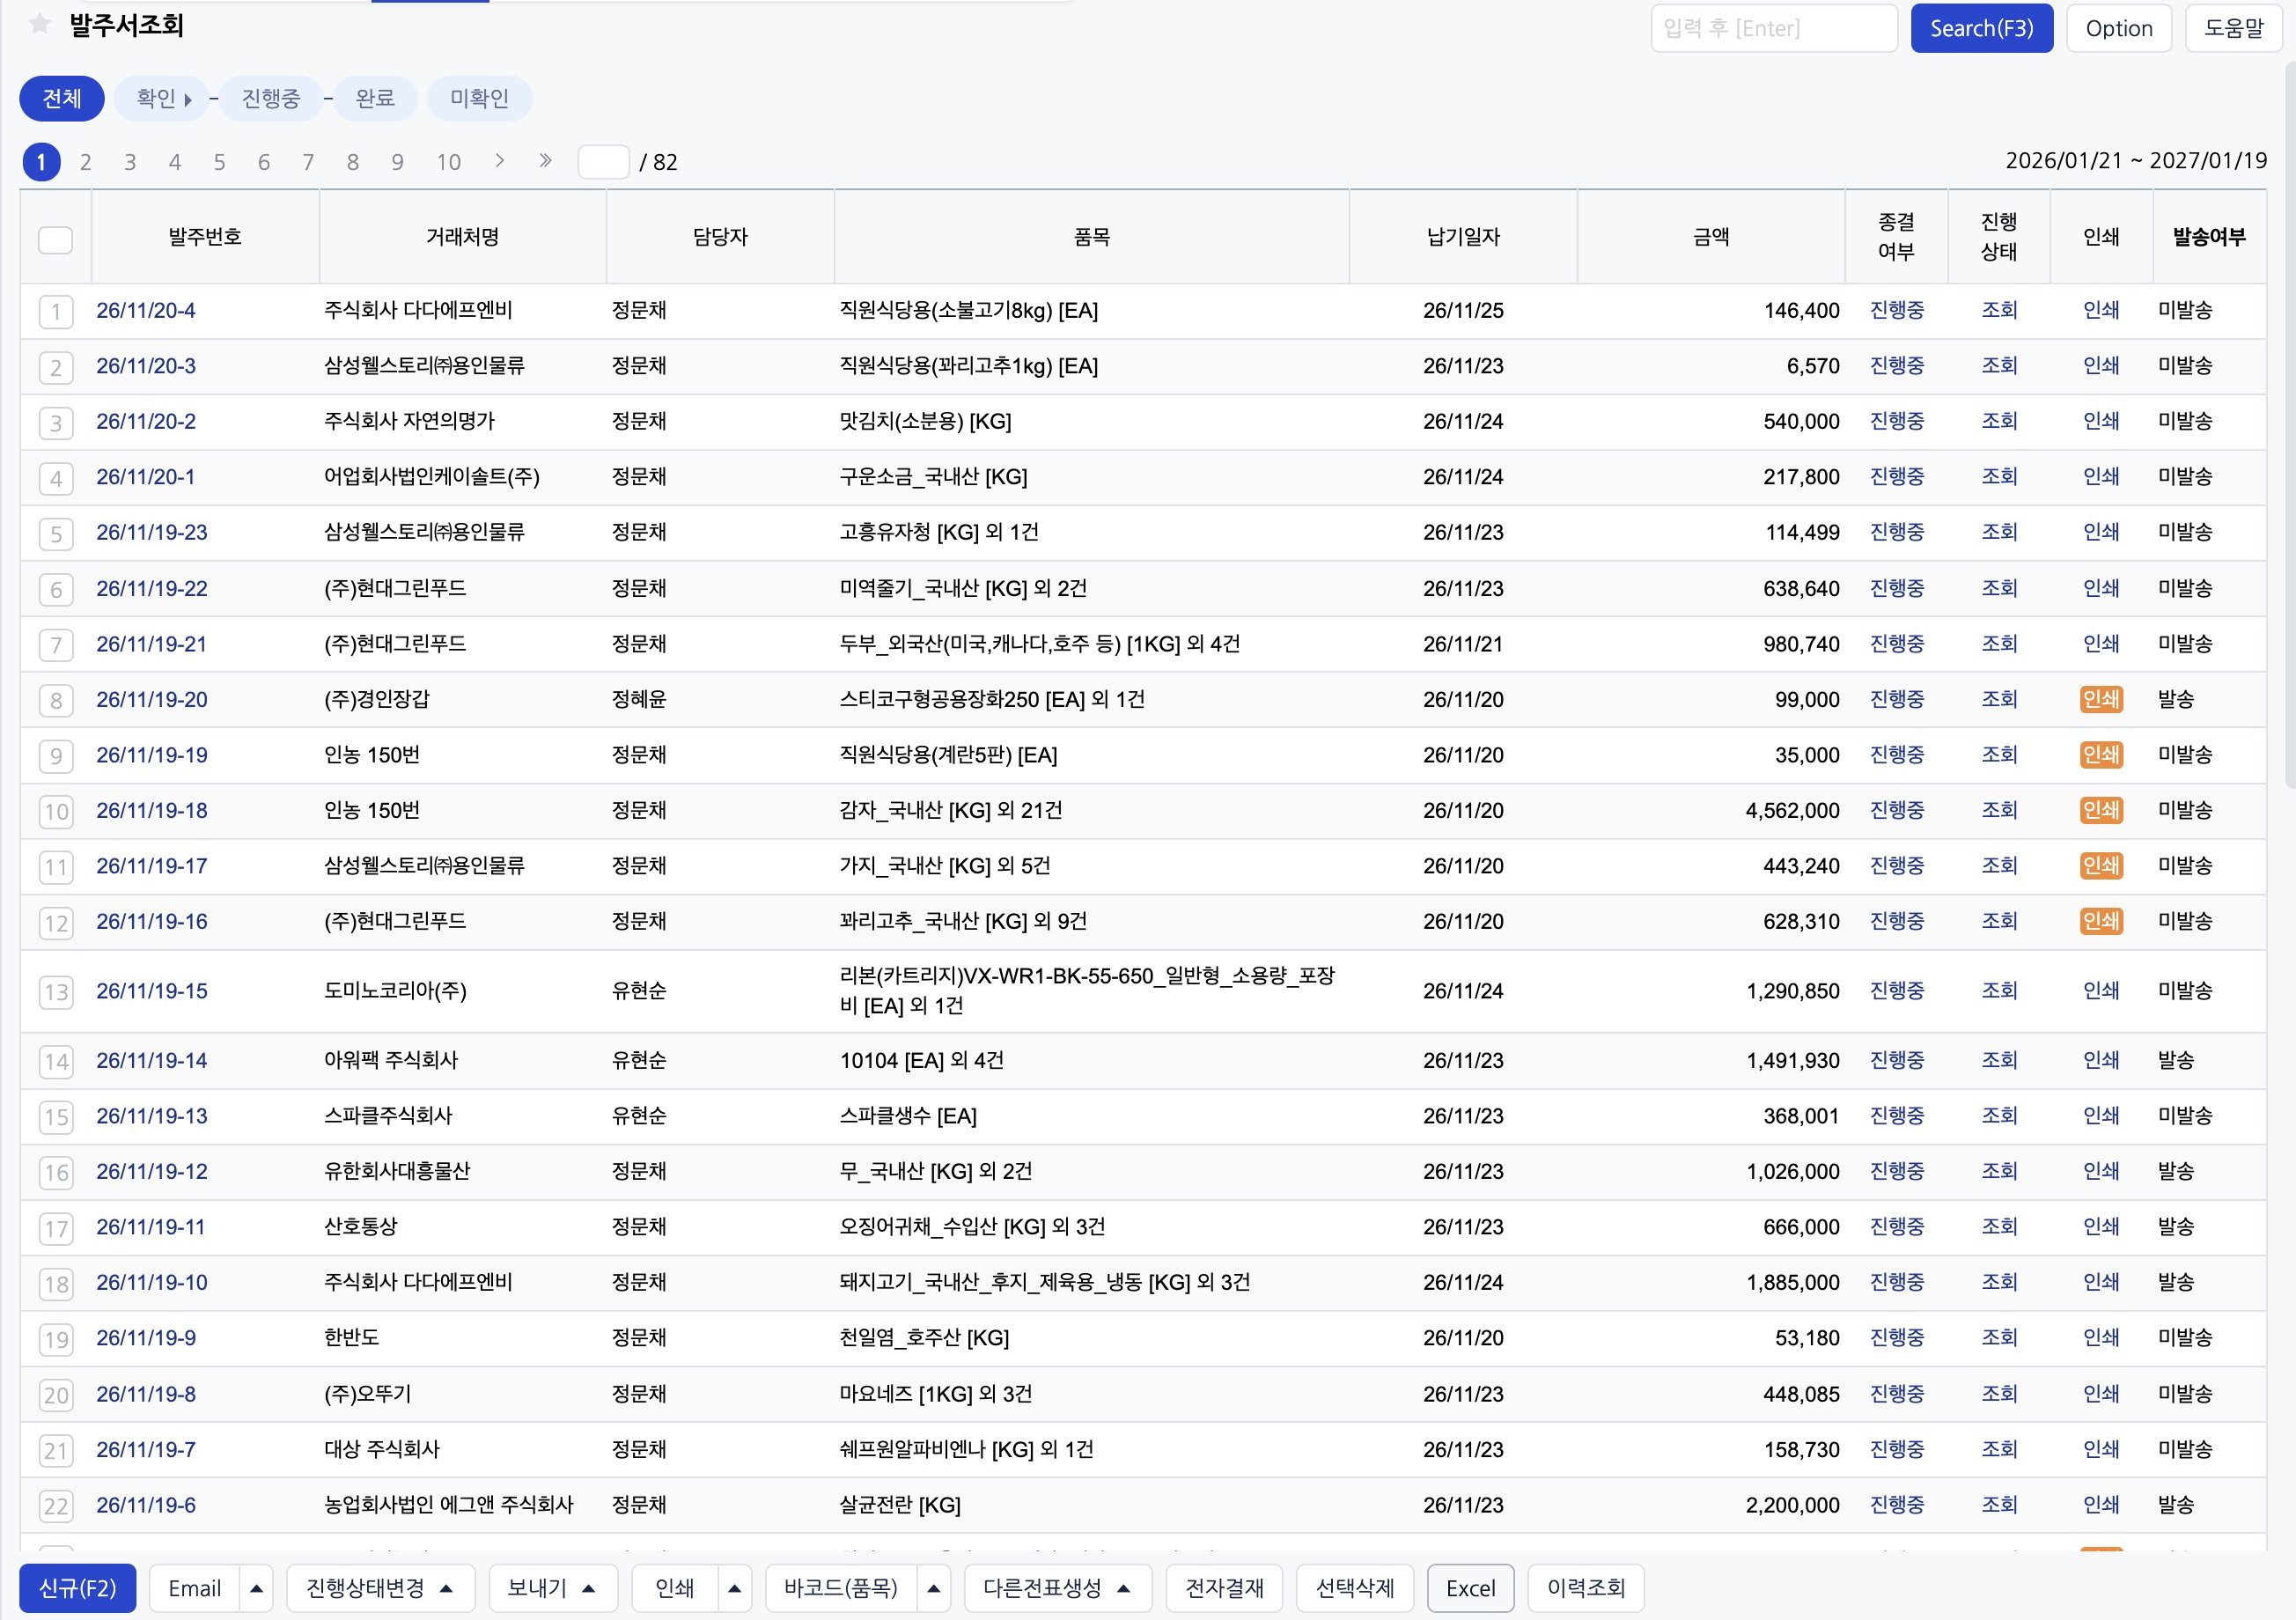 발주서조회
입력 후 [Enter] Search(F3) Option 도움말
전체 확인 진행중 완료 미확인
1 2 3 4 5 6 7 8 9 10 > » / 82 2026/01/21 ~ 2027/01/19
발주번호 거래처명 담당자 품목 납기일자 금액 종결여부 진행상태 인쇄 발송여부
1 26/11/20-4 주식회사 다다에프엔비 정문채 직원식당용(소불고기8kg) [EA] 26/11/25 146,400 진행중 조회 인쇄 미발송
2 26/11/20-3 삼성웰스토리㈜용인물류 정문채 직원식당용(꽈리고추1kg) [EA] 26/11/23 6,570 진행중 조회 인쇄 미발송
3 26/11/20-2 주식회사 자연의명가 정문채 맛김치(소분용) [KG] 26/11/24 540,000 진행중 조회 인쇄 미발송
4 26/11/20-1 어업회사법인케이솔트(주) 정문채 구운소금_국내산 [KG] 26/11/24 217,800 진행중 조회 인쇄 미발송
5 26/11/19-23 삼성웰스토리㈜용인물류 정문채 고흥유자청 [KG] 외 1건 26/11/23 114,499 진행중 조회 인쇄 미발송
6 26/11/19-22 (주)현대그린푸드 정문채 미역줄기_국내산 [KG] 외 2건 26/11/23 638,640 진행중 조회 인쇄 미발송
7 26/11/19-21 (주)현대그린푸드 정문채 두부_외국산(미국,캐나다,호주 등) [1KG] 외 4건 26/11/21 980,740 진행중 조회 인쇄 미발송
8 26/11/19-20 (주)경인장갑 정혜윤 스티코구형공용장화250 [EA] 외 1건 26/11/20 99,000 진행중 조회 인쇄 발송
9 26/11/19-19 인농 150번 정문채 직원식당용(계란5판) [EA] 26/11/20 35,000 진행중 조회 인쇄 미발송
10 26/11/19-18 인농 150번 정문채 감자_국내산 [KG] 외 21건 26/11/20 4,562,000 진행중 조회 인쇄 미발송
11 26/11/19-17 삼성웰스토리㈜용인물류 정문채 가지_국내산 [KG] 외 5건 26/11/20 443,240 진행중 조회 인쇄 미발송
12 26/11/19-16 (주)현대그린푸드 정문채 꽈리고추_국내산 [KG] 외 9건 26/11/20 628,310 진행중 조회 인쇄 미발송
13 26/11/19-15 도미노코리아(주) 유현순 리본(카트리지)VX-WR1-BK-55-650_일반형_소용량_포장비 [EA] 외 1건 26/11/24 1,290,850 진행중 조회 인쇄 미발송
14 26/11/19-14 아워팩 주식회사 유현순 10104 [EA] 외 4건 26/11/23 1,491,930 진행중 조회 인쇄 발송
15 26/11/19-13 스파클주식회사 유현순 스파클생수 [EA] 26/11/23 368,001 진행중 조회 인쇄 미발송
16 26/11/19-12 유한회사대흥물산 정문채 무_국내산 [KG] 외 2건 26/11/23 1,026,000 진행중 조회 인쇄 발송
17 26/11/19-11 산호통상 정문채 오징어귀채_수입산 [KG] 외 3건 26/11/23 666,000 진행중 조회 인쇄 발송
18 26/11/19-10 주식회사 다다에프엔비 정문채 돼지고기_국내산_후지_제육용_냉동 [KG] 외 3건 26/11/24 1,885,000 진행중 조회 인쇄 발송
19 26/11/19-9 한반도 정문채 천일염_호주산 [KG] 26/11/20 53,180 진행중 조회 인쇄 미발송
20 26/11/19-8 (주)오뚜기 정문채 마요네즈 [1KG] 외 3건 26/11/23 448,085 진행중 조회 인쇄 미발송
21 26/11/19-7 대상 주식회사 정문채 쉐프원알파비엔나 [KG] 외 1건 26/11/23 158,730 진행중 조회 인쇄 미발송
22 26/11/19-6 농업회사법인 에그앤 주식회사 정문채 살균전란 [KG] 26/11/23 2,200,000 진행중 조회 인쇄 발송
신규(F2) Email 진행상태변경 보내기 인쇄 바코드(품목) 다른전표생성 전자결재 선택삭제 Excel 이력조회